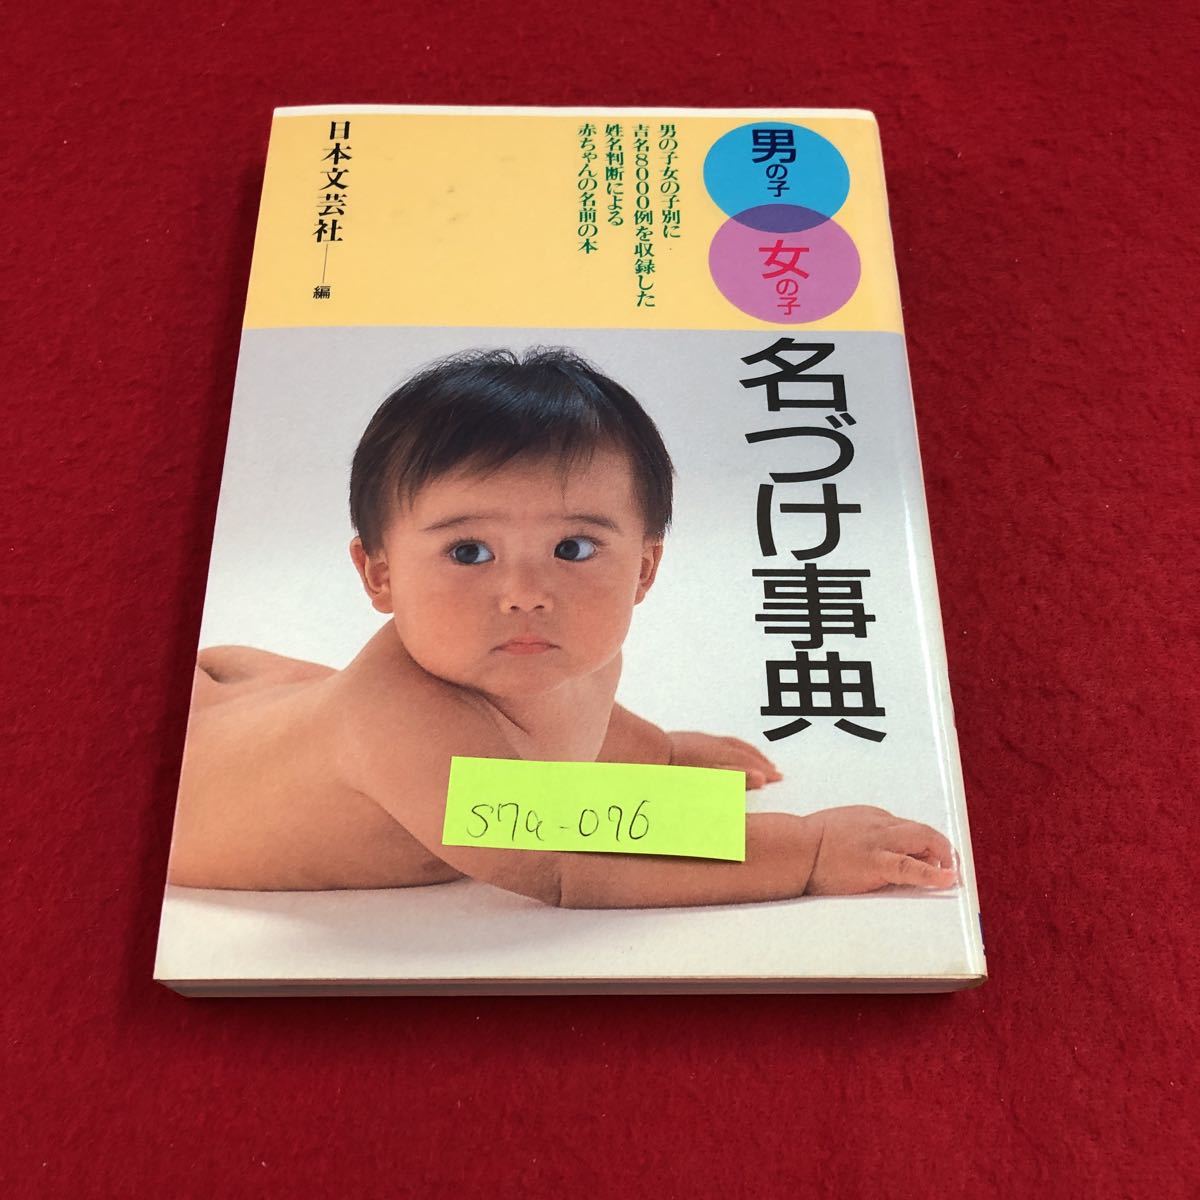 男の子
女の子
名づけ事典
男の子女の子別に
吉名8000例を収録した
姓名判断による
赤ちゃんの名前の本
日本文芸社——編
S7a-076